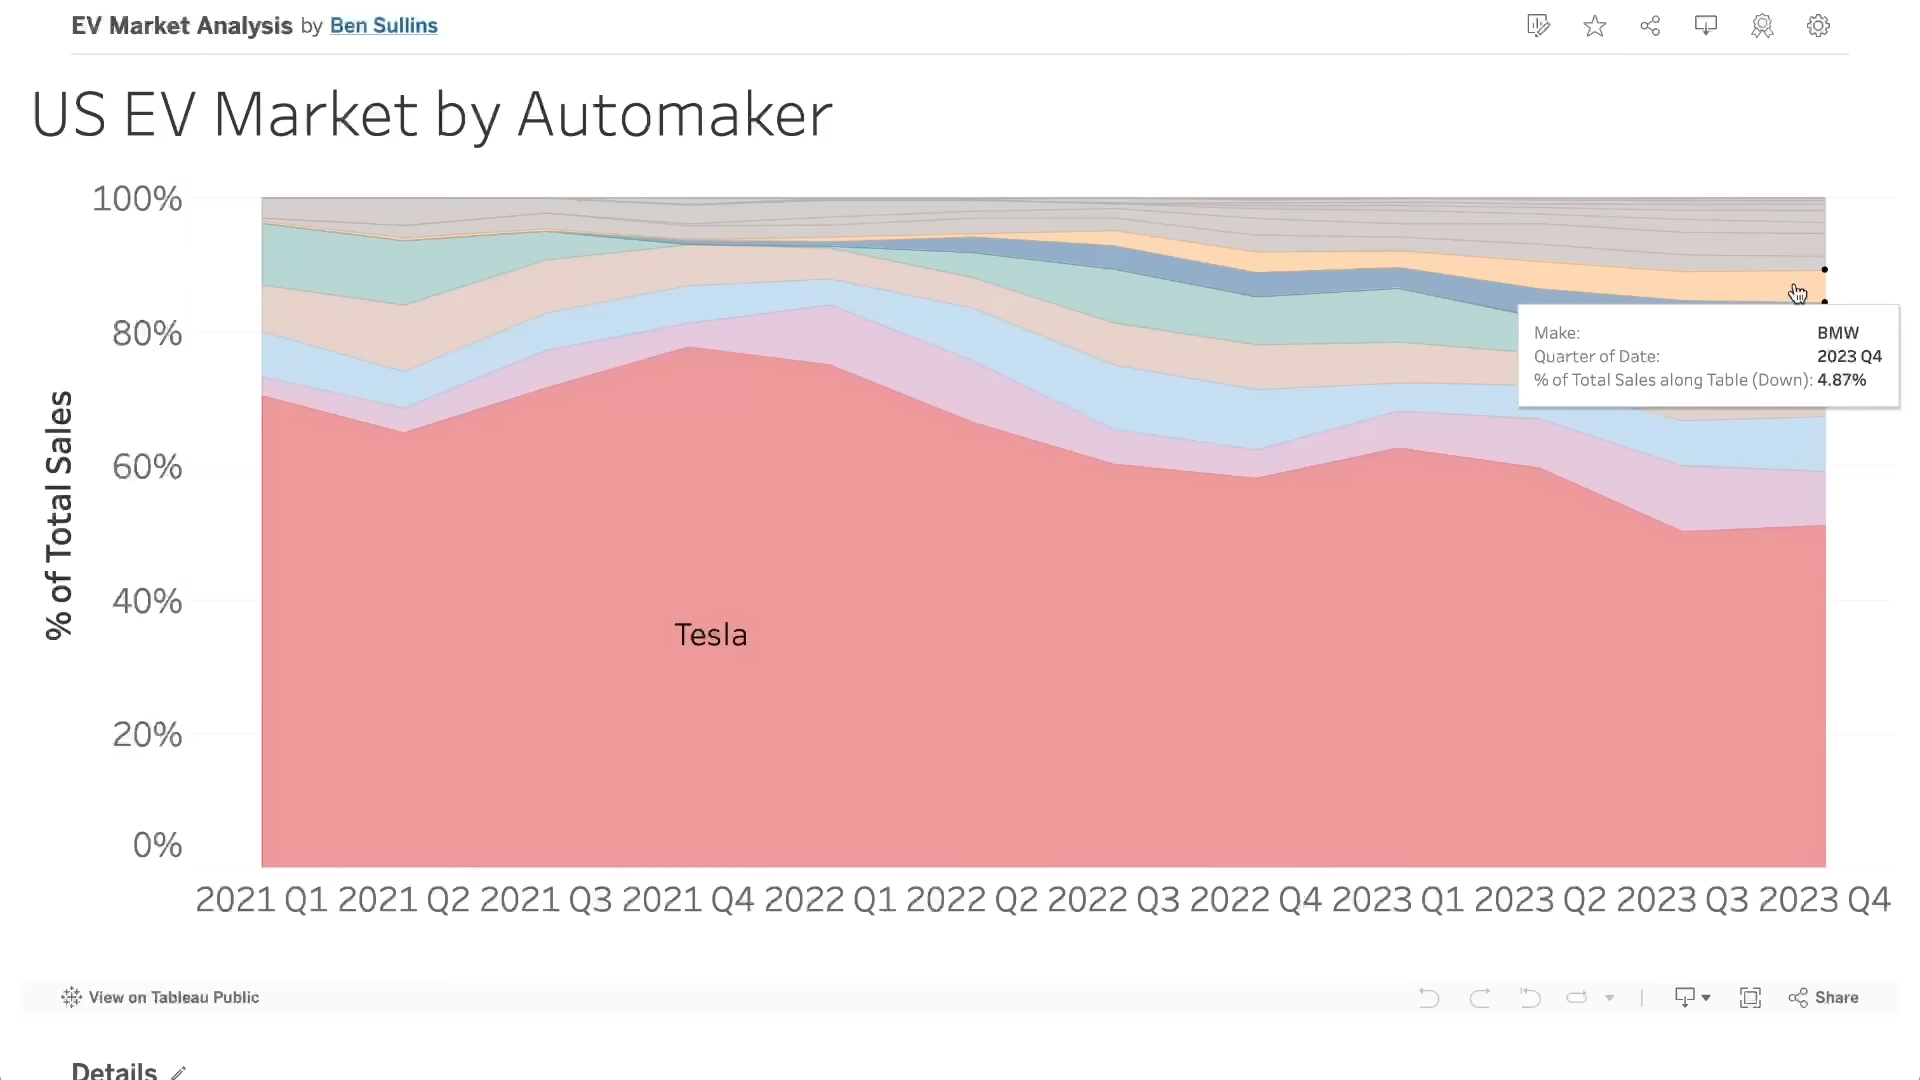 EV Market Analysis by Ben Sullins
US EV Market by Automaker
100%
80%
60%
40%
20%
0%
% of Total Sales
Tesla
Make: BMW
Quarter of Date: 2023 Q4
% of Total Sales along Table (Down): 4.87%
2021 Q1 2021 Q2 2021 Q3 2021 Q4 2022 Q1 2022 Q2 2022 Q3 2022 Q4 2023 Q1 2023 Q2 2023 Q3 2023 Q4
View on Tableau Public
Share
Details